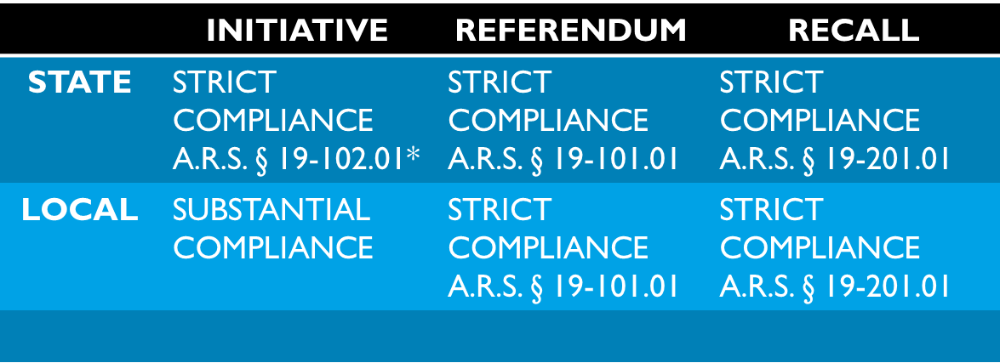 INITIATIVE REFERENDUM RECALL
STATE STRICT STRICT STRICT
COMPLIANCE COMPLIANCE COMPLIANCE
A.R.S. § 19-102.01* A.R.S. § 19-101.01 A.R.S. § 19-201.01
LOCAL SUBSTANTIAL STRICT STRICT
COMPLIANCE COMPLIANCE COMPLIANCE
A.R.S. § 19-101.01 A.R.S. § 19-201.01